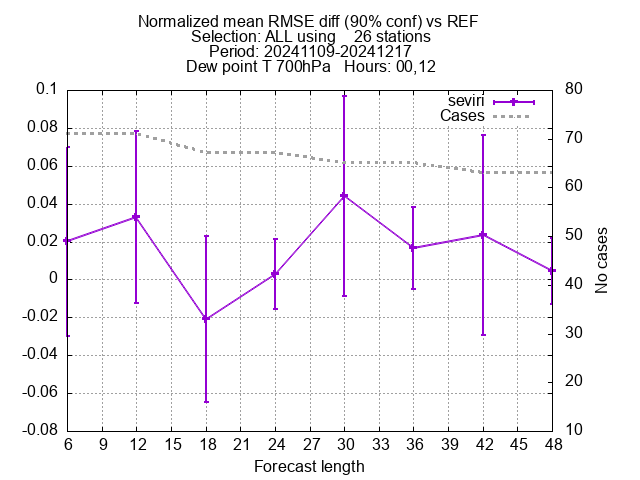 Normalized mean RMSE diff (90% conf) vs REF
Selection: ALL using    26 stations
Period: 20241109-20241217
Dew point T 700hPa   Hours: 00,12
seviri
Cases
0.1
0.08
0.06
0.04
0.02
0
-0.02
-0.04
-0.06
-0.08
80
70
60
50
40
30
20
10
No cases
6 9 12 15 18 21 24 27 30 33 36 39 42 45 48
Forecast length